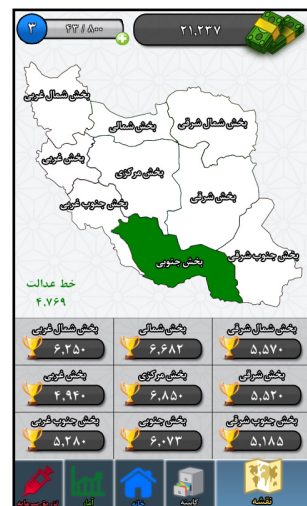 ۳
۴۳ / ۸۰۰
۲۱,۲۳۷
بخش شمال غربی
بخش شمالی
بخش شمال شرقی
بخش غربی
بخش مرکزی
بخش شرقی
بخش جنوب غربی
بخش جنوبی
بخش جنوب شرقی
خط عدالت
۴,۷۶۹
بخش شمال شرقی
بخش شمالی
بخش شمال غربی
۵,۵۷۰
۶,۶۸۲
۶,۲۵۰
بخش شرقی
بخش مرکزی
بخش غربی
۵,۵۲۰
۶,۸۵۰
۴,۹۴۰
بخش جنوب شرقی
بخش جنوبی
بخش جنوب غربی
۵,۱۸۵
۶,۰۷۳
۵,۲۸۰
نقشه
کابینه
خانه
آمار
تزریق سرمایه